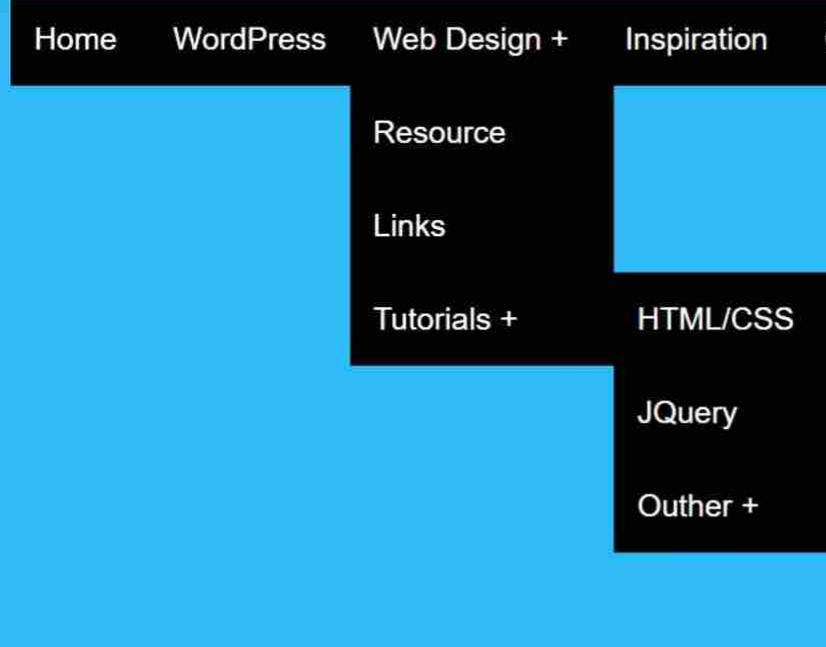 Home WordPress Web Design + Inspiration
Resource
Links
Tutorials + HTML/CSS
JQuery
Outher +